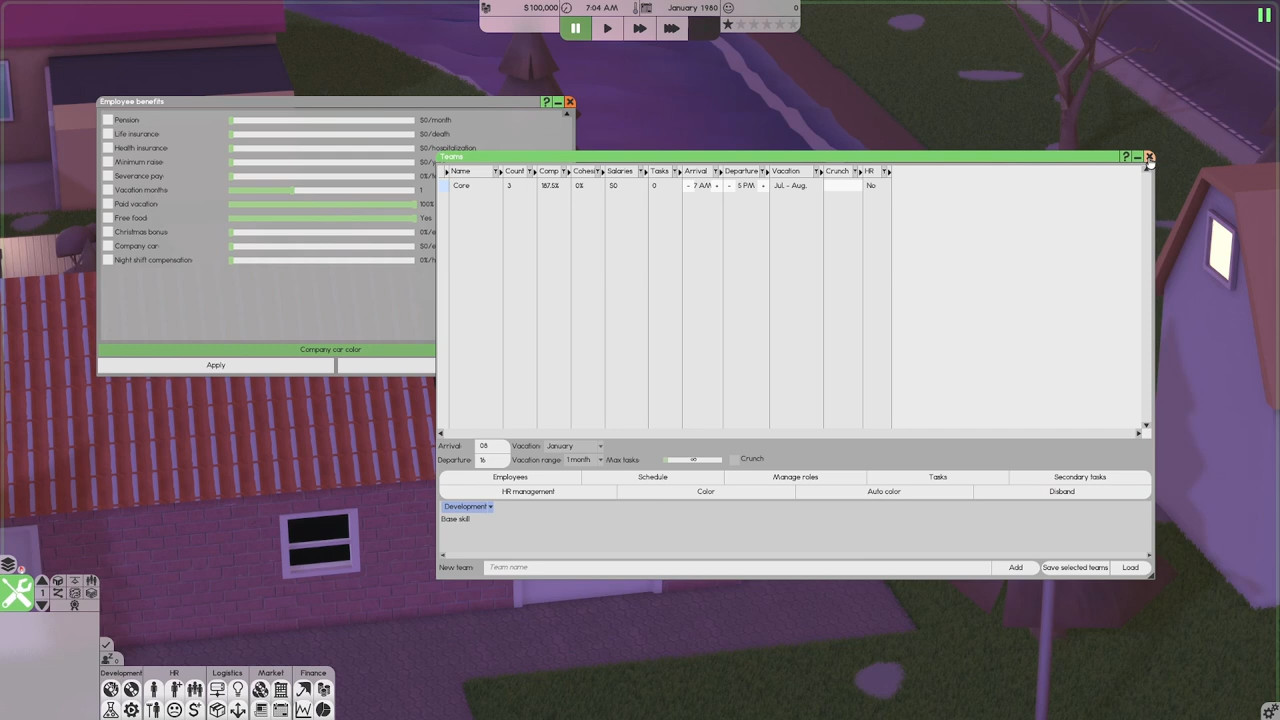 $100,000 7:04 AM January 1980 0
Employee benefits
?
Pension: $0/month
Life insurance: $0/death
Health insurance: $0/hospitalization
Minimum raise:
Severance pay:
Vacation months: 1
Paid vacation: 100%
Free food: Yes
Christmas bonus:
Company car:
Night shift compensation:
Company car color
Apply
Teams
?
Name Count Comp Cohesi Salaries Tasks Arrival Departure Vacation Crunch HR
Core 3 187.5% 0% $0 0 - 7 AM + - 5 PM + Jul. - Aug. No
Arrival: 08 Vacation: January
Departure: 16 Vacation range: 1 month Max tasks: ∞ Crunch
Employees Schedule Manage roles Tasks Secondary tasks
HR management Color Auto color Disband
Development
Base skill
New team: Team name Add Save selected teams Load
1
0
Development HR Logistics Market Finance